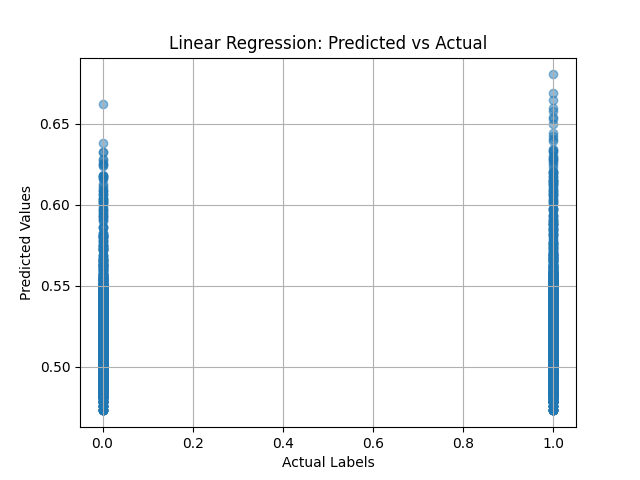 Linear Regression: Predicted vs Actual
0.65
0.60
0.55
0.50
Predicted Values
0.0 0.2 0.4 0.6 0.8 1.0
Actual Labels